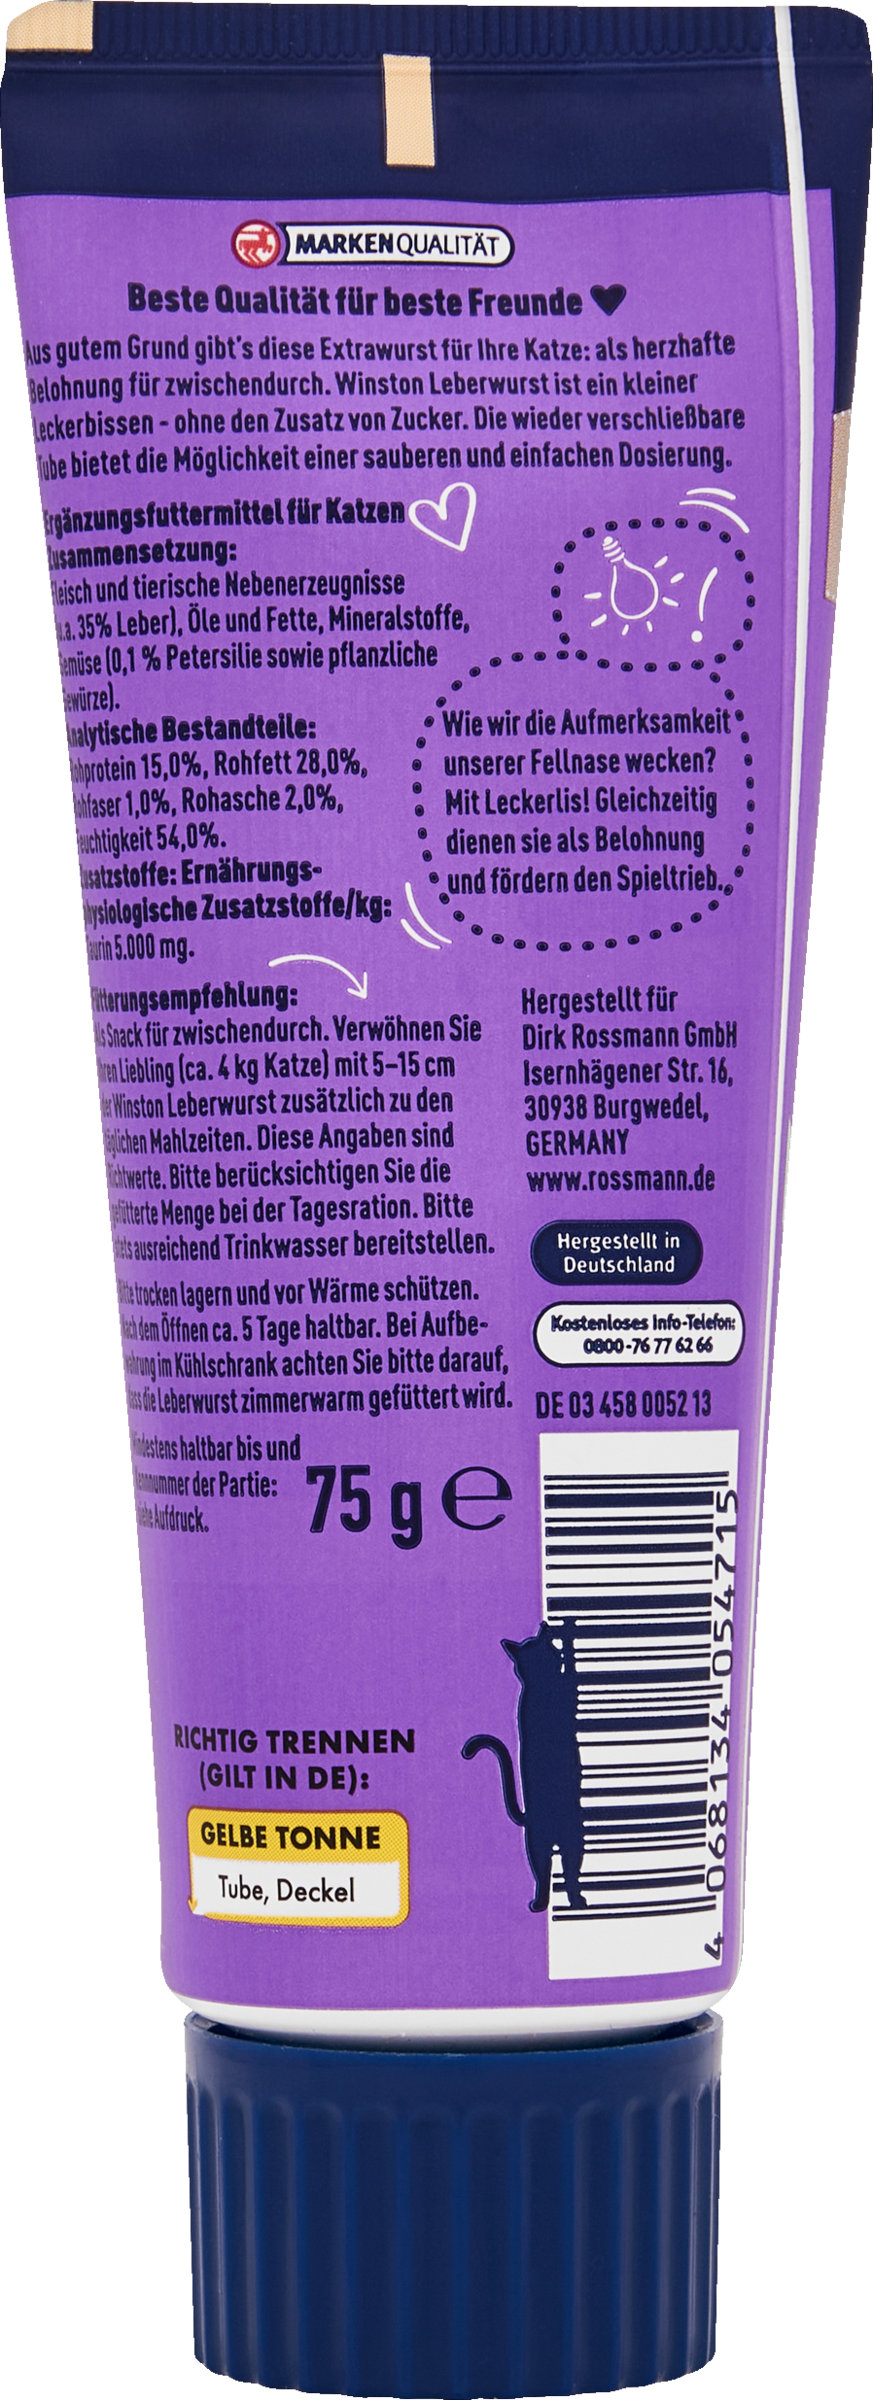 MARKENQUALITÄT
Beste Qualität für beste Freunde
Aus gutem Grund gibt's diese Extrawurst für Ihre Katze: als herzhafte
Belohnung für zwischendurch. Winston Leberwurst ist ein kleiner
Leckerbissen - ohne den Zusatz von Zucker. Die wieder verschließbare
Tube bietet die Möglichkeit einer sauberen und einfachen Dosierung.
Ergänzungsfuttermittel für Katzen
Zusammensetzung:
Fleisch und tierische Nebenerzeugnisse
(u.a. 35% Leber), Öle und Fette, Mineralstoffe,
Gemüse (0,1 % Petersilie sowie pflanzliche
Gewürze).
Analytische Bestandteile:
Rohprotein 15,0%, Rohfett 28,0%,
Rohfaser 1,0%, Rohasche 2,0%,
Feuchtigkeit 54,0%.
Zusatzstoffe: Ernährungs-
physiologische Zusatzstoffe/kg:
Taurin 5.000 mg.
!
Wie wir die Aufmerksamkeit
unserer Fellnase wecken?
Mit Leckerlis! Gleichzeitig
dienen sie als Belohnung
und fördern den Spieltrieb.
Fütterungsempfehlung:
Als Snack für zwischendurch. Verwöhnen Sie
Ihren Liebling (ca. 4 kg Katze) mit 5–15 cm
der Winston Leberwurst zusätzlich zu den
täglichen Mahlzeiten. Diese Angaben sind
Richtwerte. Bitte berücksichtigen Sie die
gefütterte Menge bei der Tagesration. Bitte
stets ausreichend Trinkwasser bereitstellen.
Bitte trocken lagern und vor Wärme schützen.
Nach dem Öffnen ca. 5 Tage haltbar. Bei Aufbe-
wahrung im Kühlschrank achten Sie bitte darauf,
dass die Leberwurst zimmerwarm gefüttert wird.
Mindestens haltbar bis und
Kennnummer der Partie:
siehe Aufdruck.
75 g ℮
Hergestellt für
Dirk Rossmann GmbH
Isernhägener Str. 16,
30938 Burgwedel,
GERMANY
www.rossmann.de
Hergestellt in
Deutschland
Kostenloses Info-Telefon:
0800-76 77 62 66
DE 03 458 0052 13
4 068134 054715
RICHTIG TRENNEN
(GILT IN DE):
GELBE TONNE
Tube, Deckel